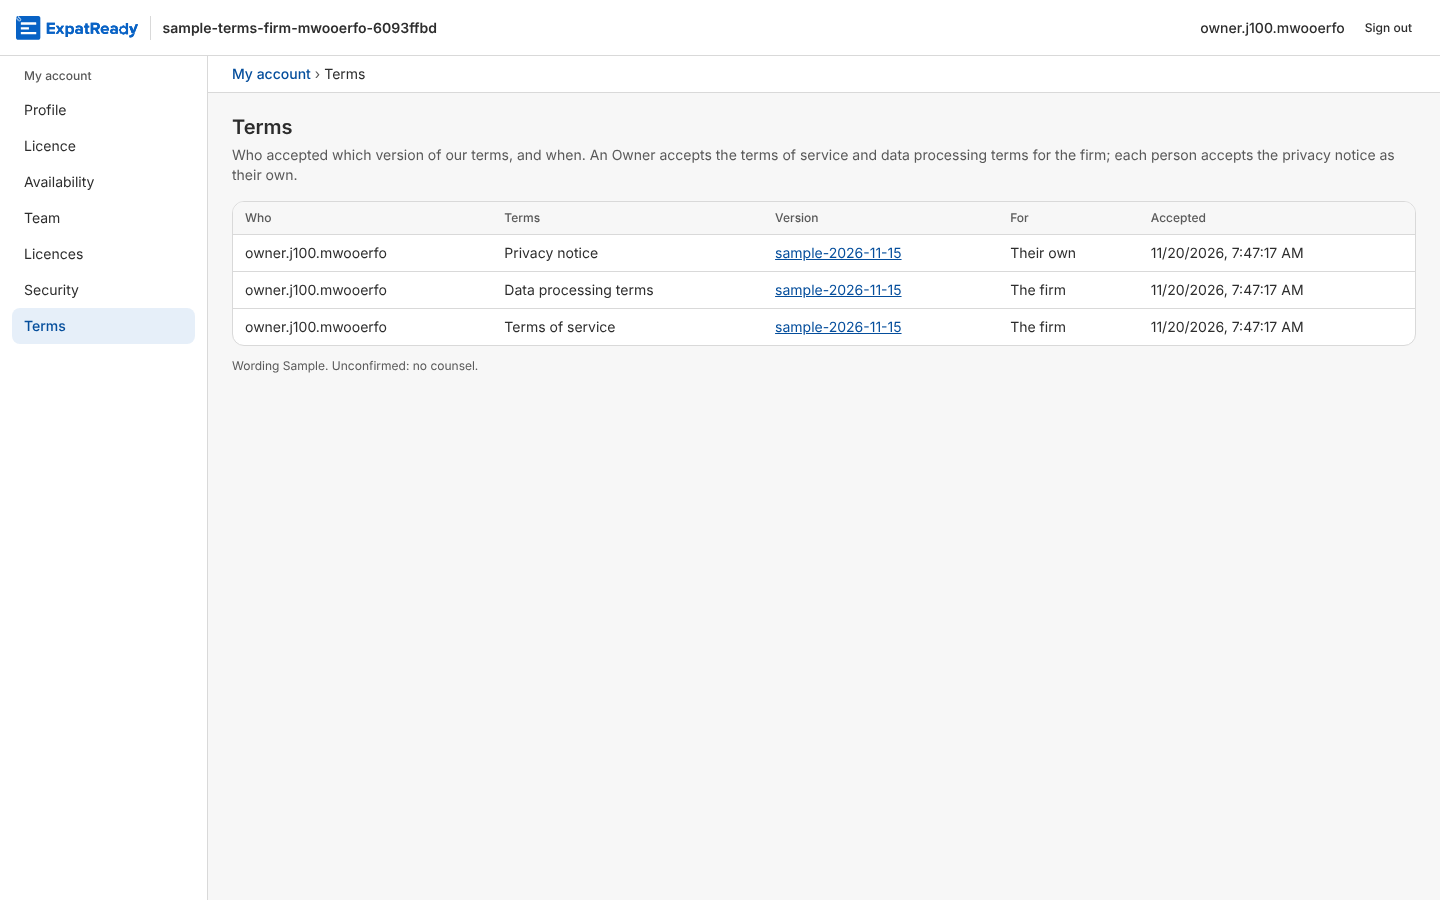 ExpatReady
sample-terms-firm-mwooerfo-6093ffbd
owner.j100.mwooerfo
Sign out
My account
Profile
Licence
Availability
Team
Licences
Security
Terms
My account › Terms
Terms
Who accepted which version of our terms, and when. An Owner accepts the terms of service and data processing terms for the firm; each person accepts the privacy notice as
their own.
Who Terms Version For Accepted
owner.j100.mwooerfo Privacy notice sample-2026-11-15 Their own 11/20/2026, 7:47:17 AM
owner.j100.mwooerfo Data processing terms sample-2026-11-15 The firm 11/20/2026, 7:47:17 AM
owner.j100.mwooerfo Terms of service sample-2026-11-15 The firm 11/20/2026, 7:47:17 AM
Wording Sample. Unconfirmed: no counsel.